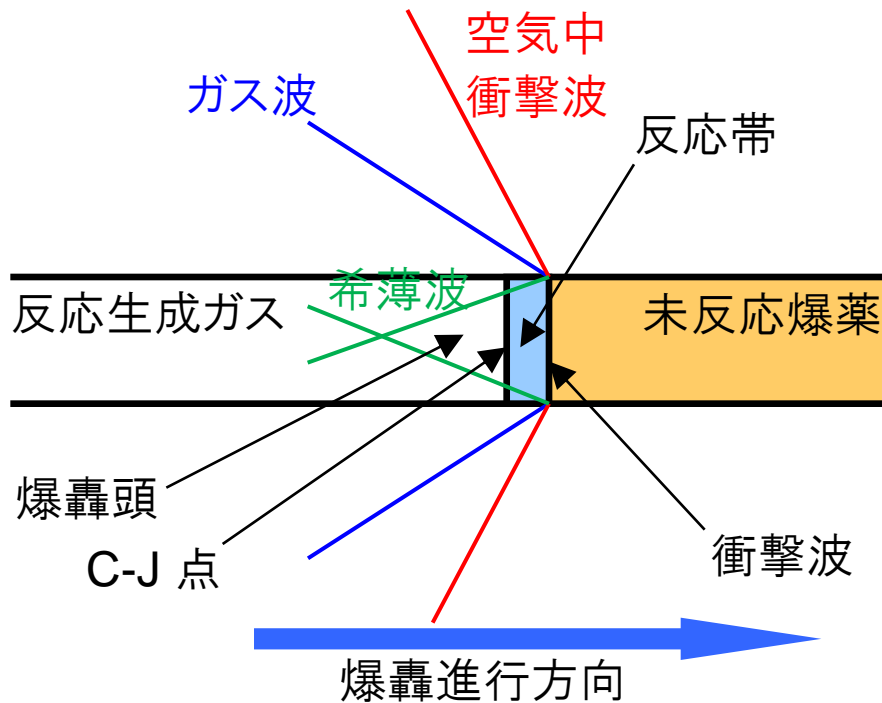 空気中
衝撃波
ガス波
反応帯
希薄波
反応生成ガス
未反応爆薬
爆轟頭
C-J 点
衝撃波
爆轟進行方向